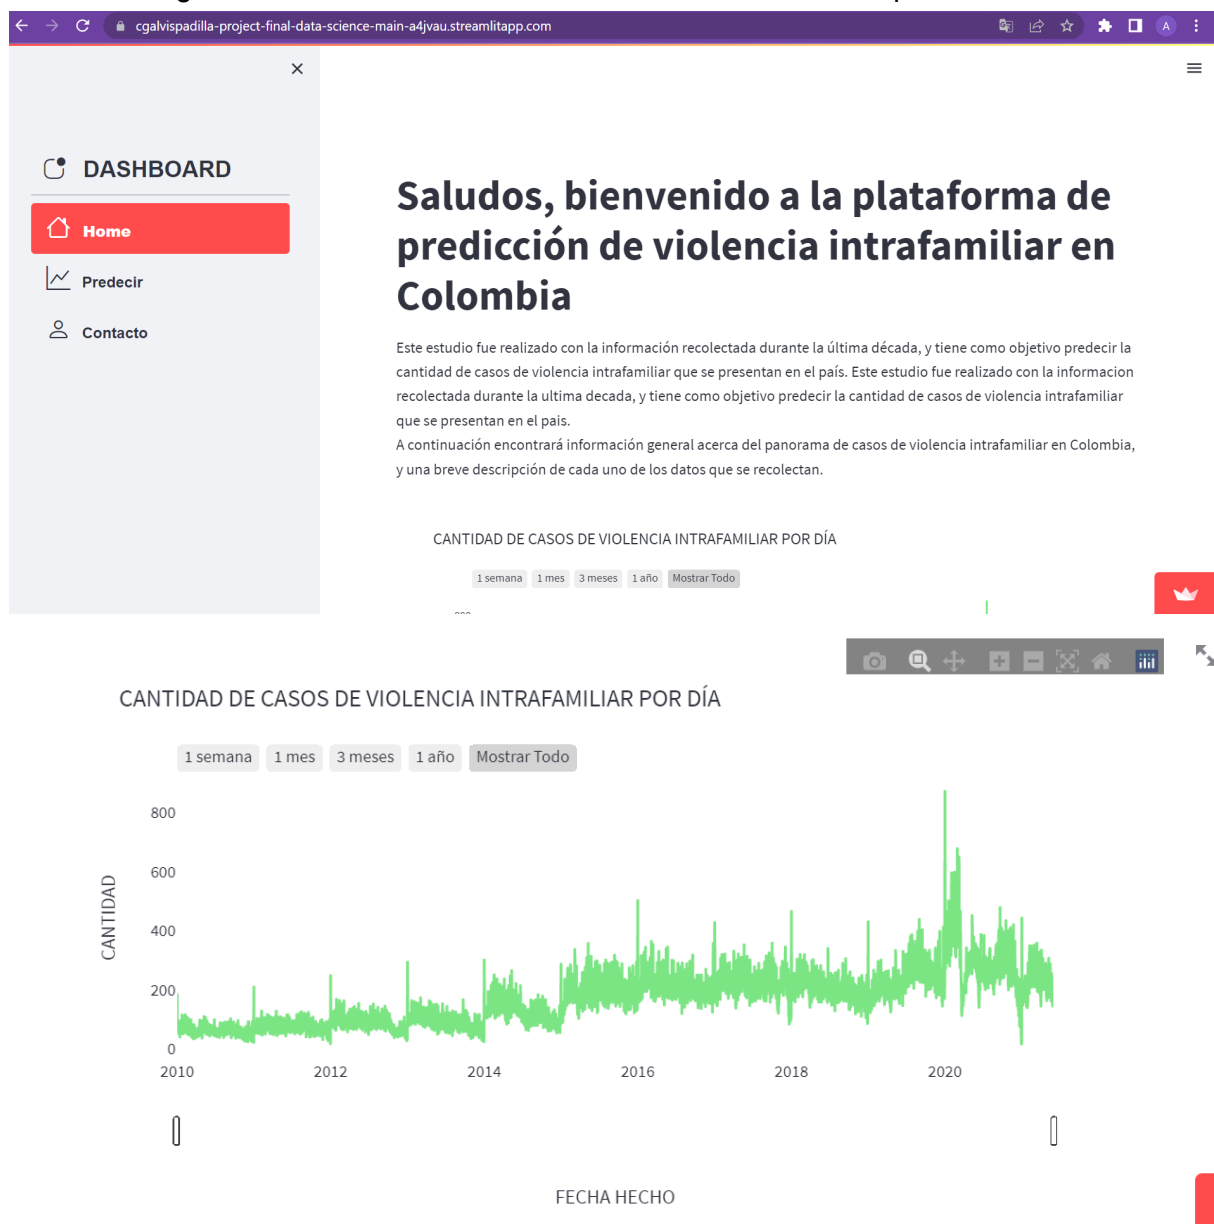 cgalvispadilla-project-final-data-science-main-a4jvau.streamlitapp.com
A
DASHBOARD
Home
Predecir
Contacto
Saludos, bienvenido a la plataforma de
predicción de violencia intrafamiliar en
Colombia
Este estudio fue realizado con la información recolectada durante la última década, y tiene como objetivo predecir la
cantidad de casos de violencia intrafamiliar que se presentan en el país. Este estudio fue realizado con la informacion
recolectada durante la ultima decada, y tiene como objetivo predecir la cantidad de casos de violencia intrafamiliar
que se presentan en el pais.
A continuación encontrará información general acerca del panorama de casos de violencia intrafamiliar en Colombia,
y una breve descripción de cada uno de los datos que se recolectan.
CANTIDAD DE CASOS DE VIOLENCIA INTRAFAMILIAR POR DÍA
1 semana 1 mes 3 meses 1 año Mostrar Todo
CANTIDAD DE CASOS DE VIOLENCIA INTRAFAMILIAR POR DÍA
1 semana 1 mes 3 meses 1 año Mostrar Todo
800
600
400
200
0
CANTIDAD
2010 2012 2014 2016 2018 2020
FECHA HECHO